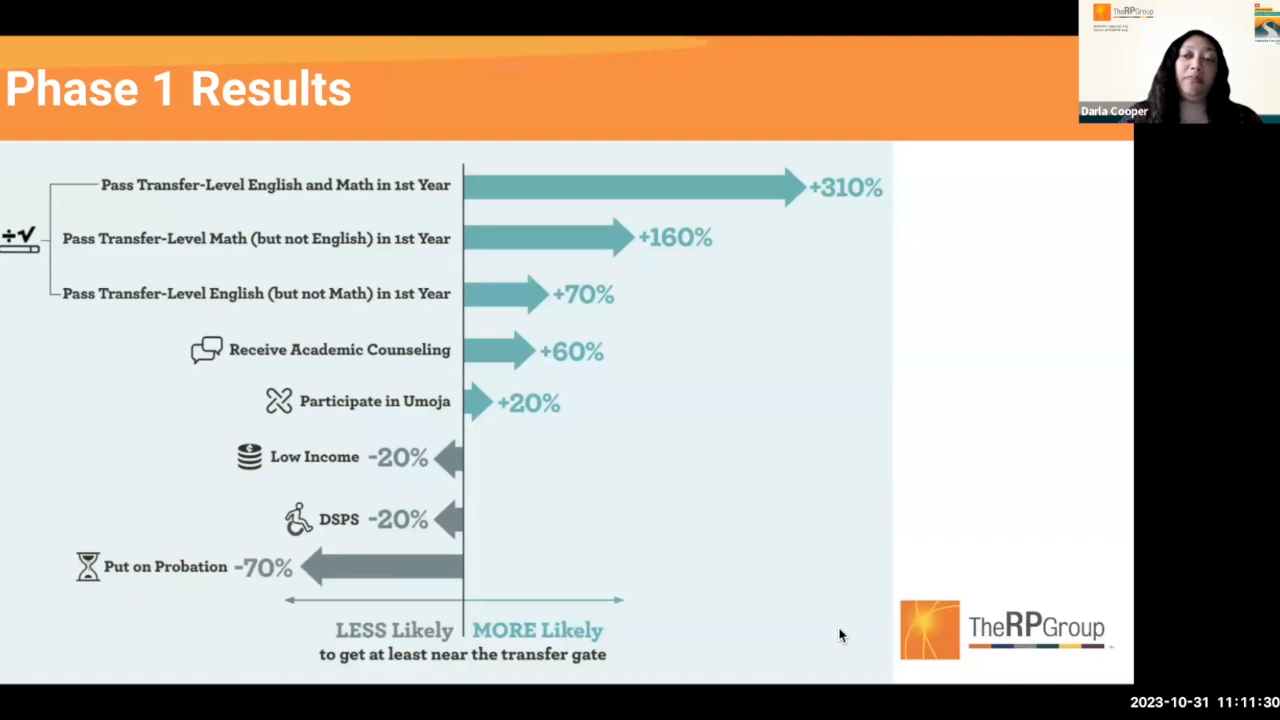 Phase 1 Results
TheRPGroup
Darla Cooper
Pass Transfer-Level English and Math in 1st Year
+310%
÷√
Pass Transfer-Level Math (but not English) in 1st Year
+160%
Pass Transfer-Level English (but not Math) in 1st Year
+70%
Receive Academic Counseling
+60%
Participate in Umoja
+20%
Low Income -20%
DSPS -20%
Put on Probation -70%
LESS Likely MORE Likely
to get at least near the transfer gate
TheRPGroup
2023-10-31 11:11:30